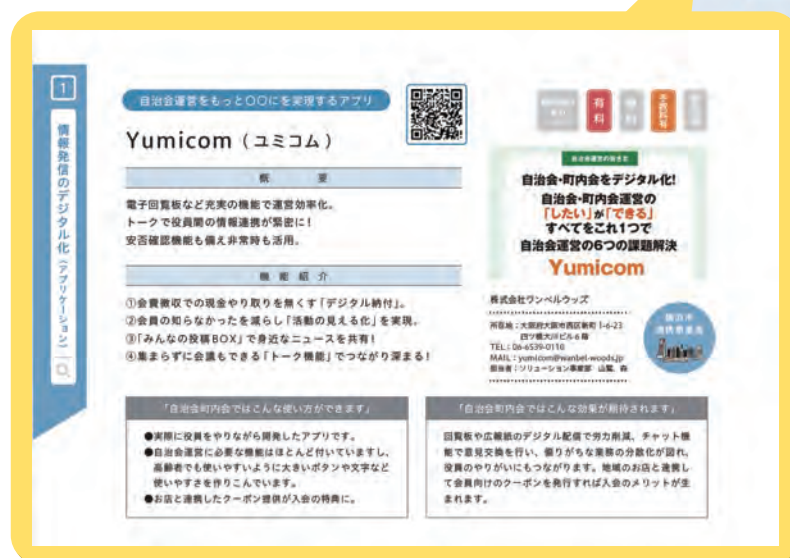 1
情報発信のデジタル化（アプリケーション）
自治会運営をもっと〇〇にを実現するアプリ
Yumicom（ユミコム）
概　要
電子回覧板など充実の機能で運営効率化。
トークで役員間の情報連携が緊密に！
安否確認機能も備え非常時も活用。
機 能 紹 介
①会費徴収での現金やり取りを無くす「デジタル納付」。
②会員の知らなかったを減らし「活動の見える化」を実現。
③「みんなの投稿BOX」で身近なニュースを共有！
④集まらずに会議もできる「トーク機能」でつながり深まる！
有料
手数料有
自治会・町内会をデジタル化!
自治会・町内会運営の
「したい」が「できる」
すべてをこれ1つで
自治会運営の6つの課題解決
Yumicom
株式会社ワンベルウッズ
所在地：大阪府大阪市西区新町 1-6-23
四ツ橋大川ビル6階
TEL：06-6539-0110
MAIL：yumicom@wanbel-woods.jp
担当者：ソリューション事業部　山鷲、森
「自治会町内会ではこんな使い方ができます」
●実際に役員をやりながら開発したアプリです。
●自治会運営に必要な機能はほとんど付いていますし、
高齢者でも使いやすいように大きいボタンや文字など
使いやすさを作りこんでいます。
●お店と連携したクーポン提供が入会の特典に。
「自治会町内会ではこんな効果が期待されます」
回覧板や広報紙のデジタル配信で労力削減、チャット機
能で意見交換を行い、偏りがちな業務の分散化が図れ、
役員のやりがいにもつながります。地域のお店と連携し
て会員向けのクーポンを発行すれば入会のメリットが生
まれます。